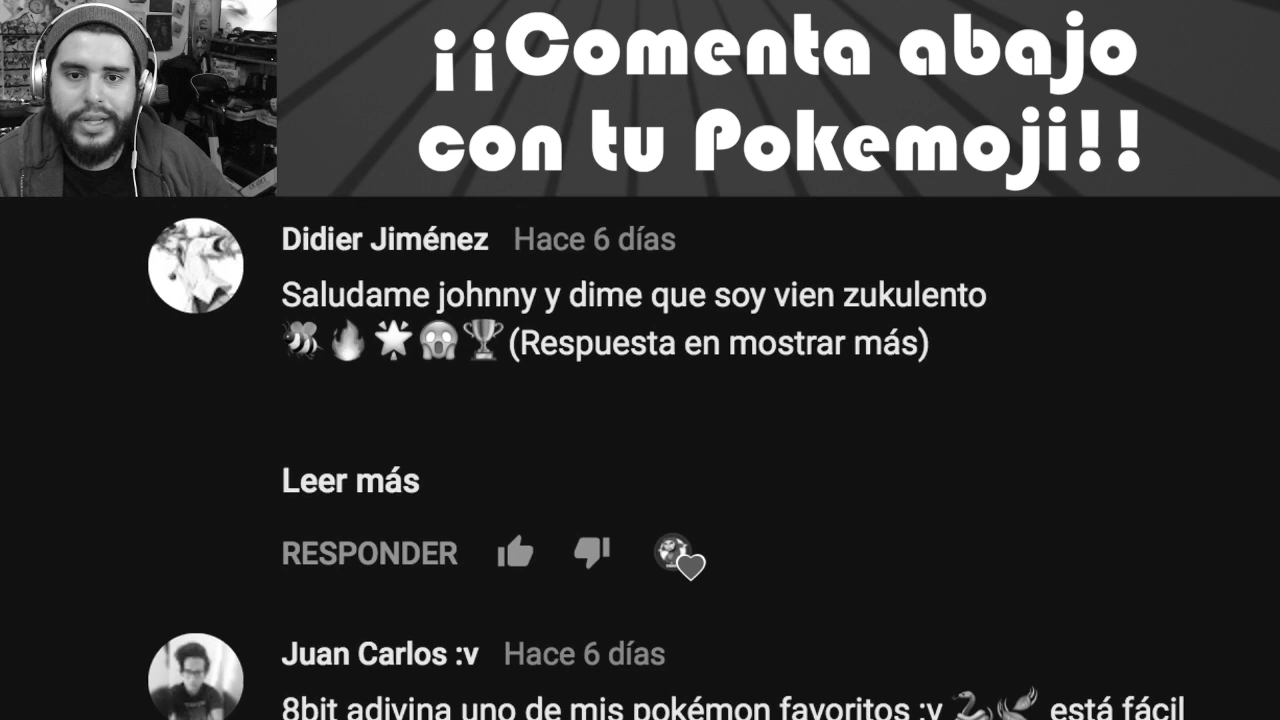 ¡¡Comenta abajo
con tu Pokemoji!!
Didier Jiménez Hace 6 días
Saludame johnny y dime que soy vien zukulento
🐝🔥🌟😱🏆(Respuesta en mostrar más)
Leer más
RESPONDER
Juan Carlos :v Hace 6 días
8bit adivina uno de mis pokémon favoritos :v 🐍🍃 está fácil